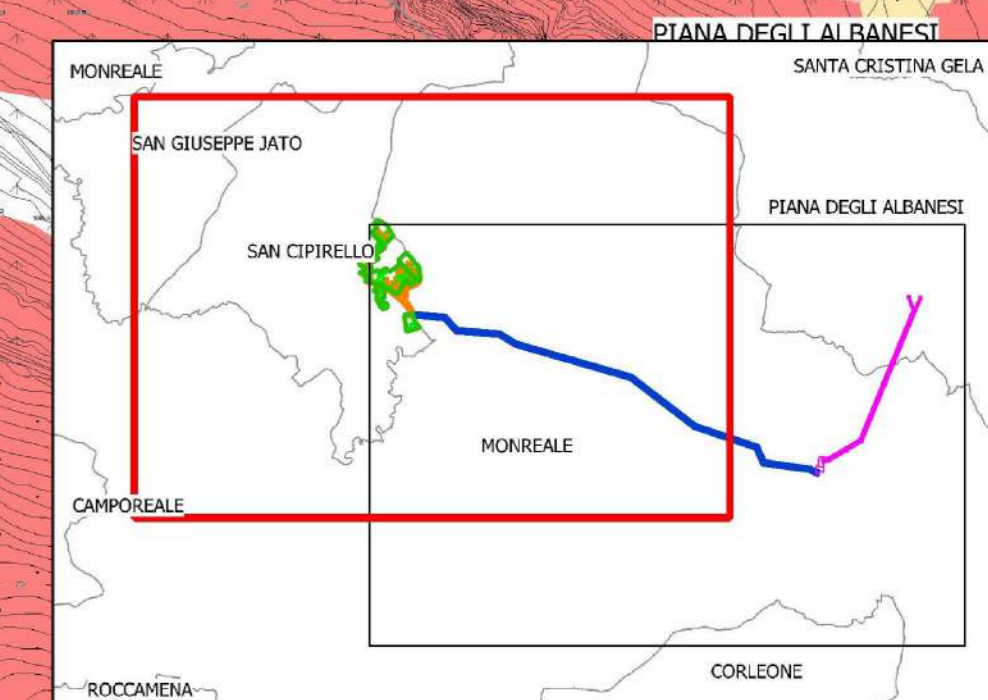 PIANA DEGLI ALBANESI
SANTA CRISTINA GELA
MONREALE
SAN GIUSEPPE JATO
PIANA DEGLI ALBANESI
SAN CIPIRELLO
MONREALE
CAMPOREALE
CORLEONE
ROCCAMENA